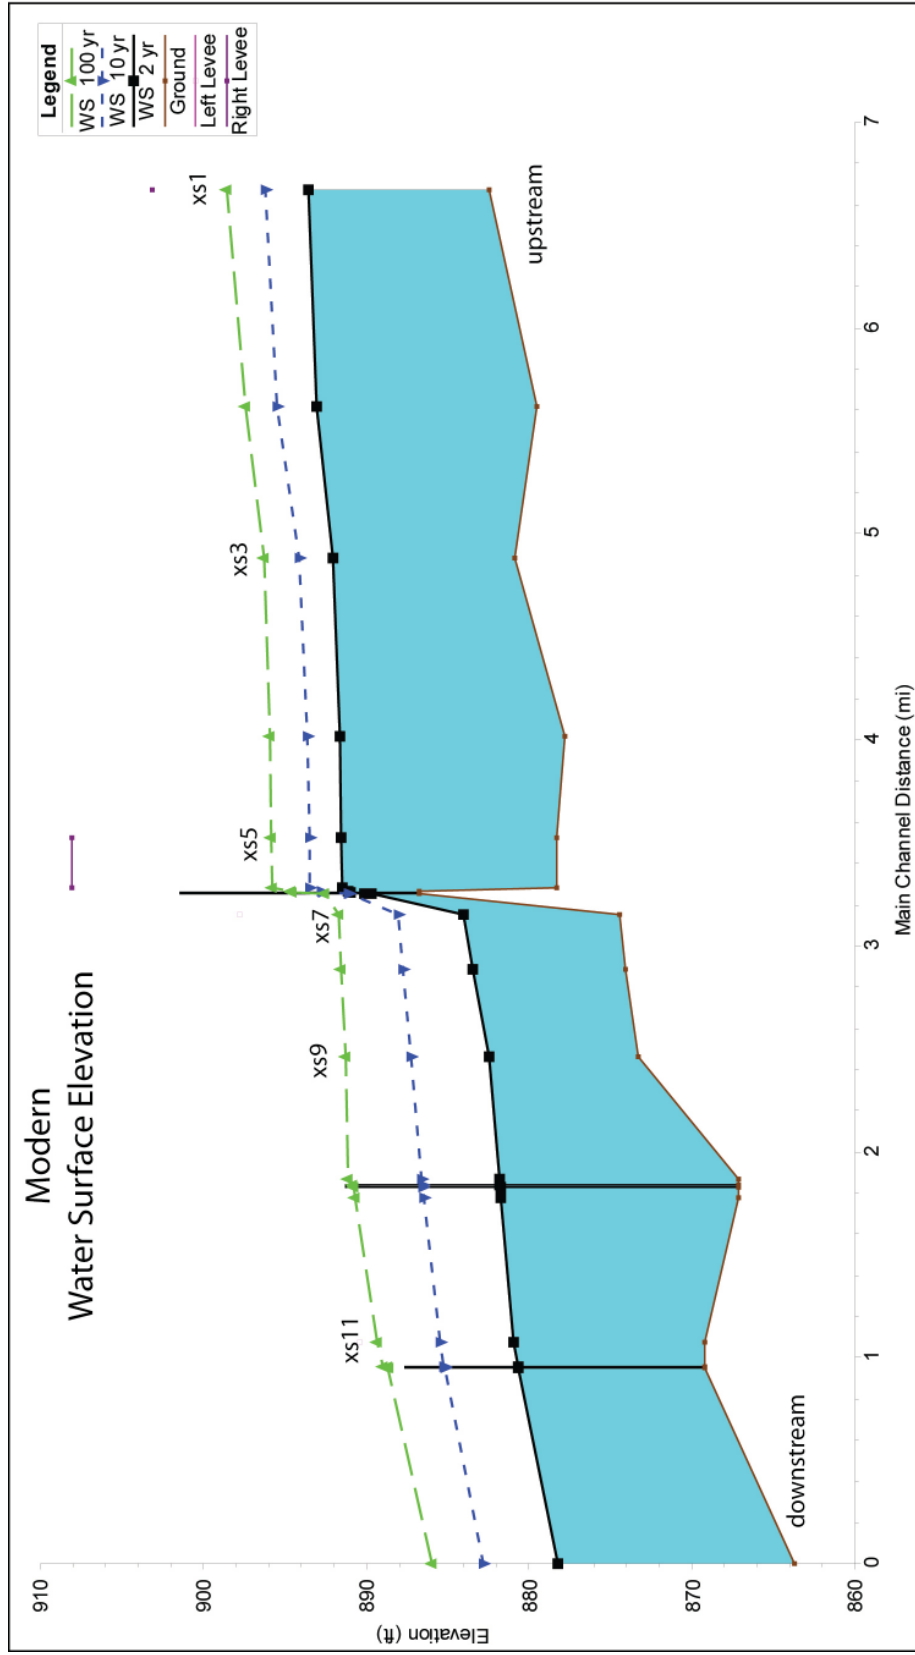 Modern
Water Surface Elevation
Legend
WS 100 yr
WS 10 yr
WS 2 yr
Ground
Left Levee
Right Levee
910
900
890
880
870
860
Elevation (ft)
xs11
xs9
xs7
xs5
xs3
xs1
downstream
upstream
0
1
2
3
4
5
6
7
Main Channel Distance (mi)